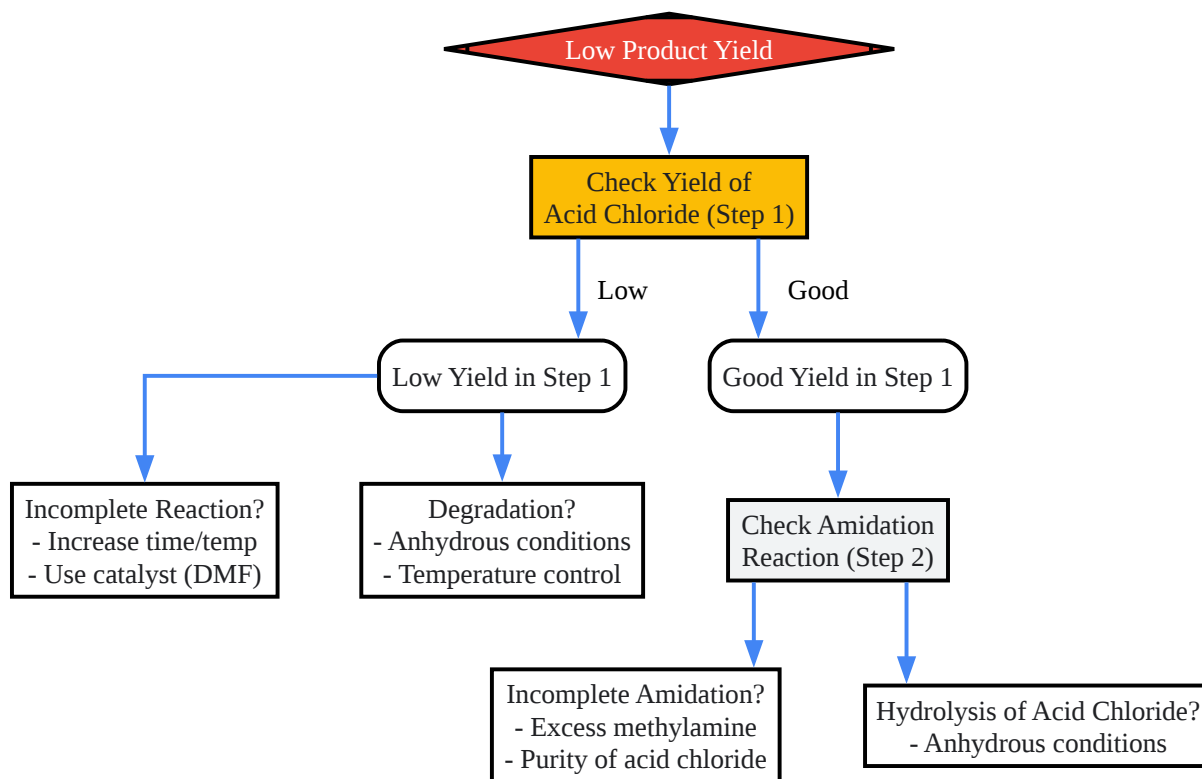 Low Product Yield
Check Yield of
Acid Chloride (Step 1)
Low
Good
Low Yield in Step 1
Good Yield in Step 1
Incomplete Reaction?
- Increase time/temp
- Use catalyst (DMF)
Degradation?
- Anhydrous conditions
- Temperature control
Check Amidation
Reaction (Step 2)
Incomplete Amidation?
- Excess methylamine
- Purity of acid chloride
Hydrolysis of Acid Chloride?
- Anhydrous conditions